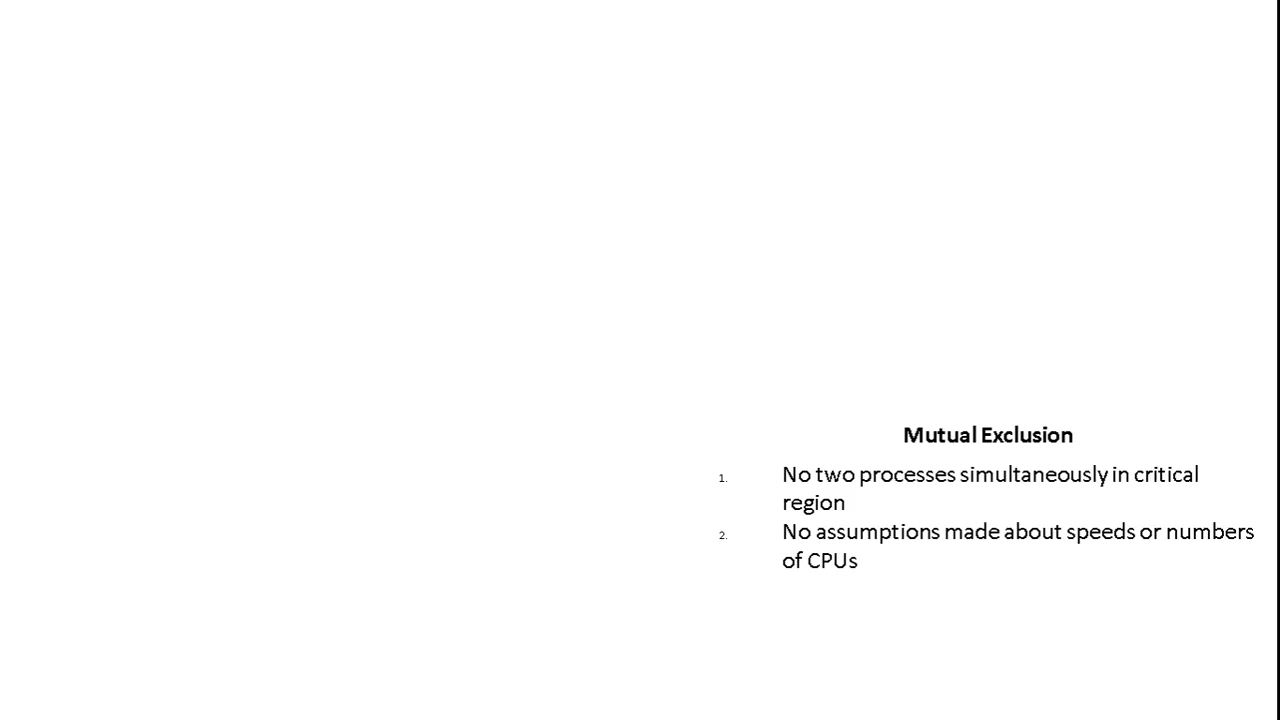 Mutual Exclusion
1. No two processes simultaneously in critical
region
2. No assumptions made about speeds or numbers
of CPUs